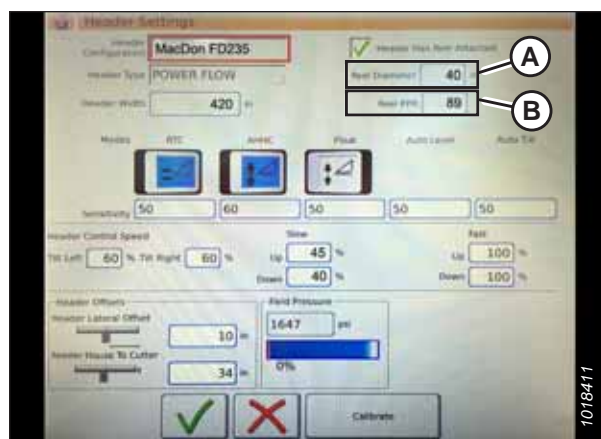 Header Settings
Header Configuration MacDon FD235
Header Has Reel Attached
Header Type POWER FLOW
Reel Diameter 40 in
A
Header Width 420 in
Reel PPR 89
B
Modes RTC AHHC Float Auto Level Auto Tilt
Sensitivity 50 60 50 50 50
Header Control Speed
Slow Fast
Tilt Left 60 % Tilt Right 60 % Up 45 % Up 100 %
Down 40 % Down 100 %
Header Offsets
Field Pressure
Header Lateral Offset
10 1647 psi
Header House To Cutter
34 0%
Calibrate
1018411